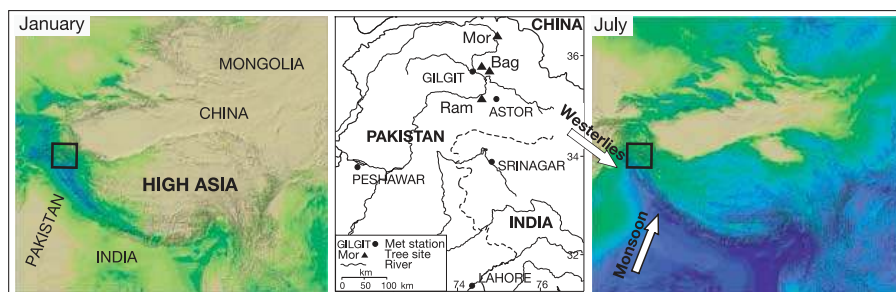 January
MONGOLIA
CHINA
HIGH ASIA
PAKISTAN
INDIA
CHINA
Mor
36
Bag
GILGIT
Ram
ASTOR
PAKISTAN
34
SRINAGAR
PESHAWAR
INDIA
GILGIT Met station
Mor Tree site
River
km
0 50 100 km
32
LAHORE
74
76
July
Westerlies
Monsoon